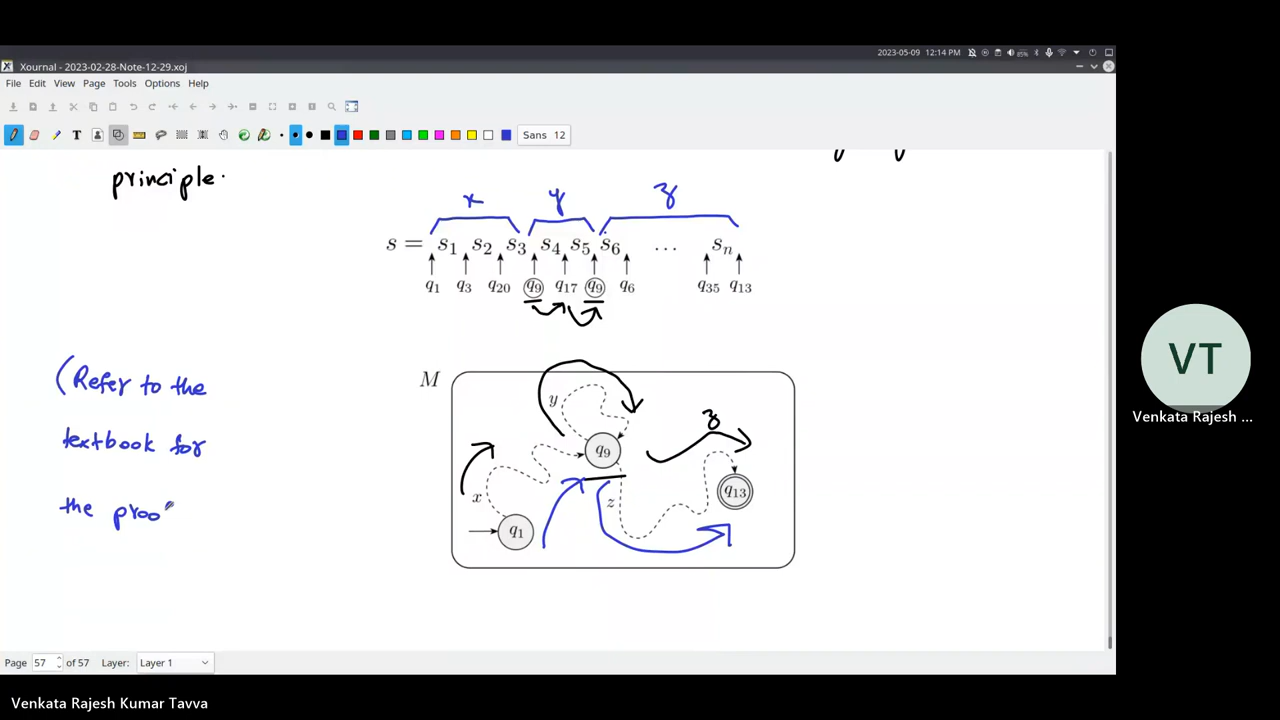 2023-05-09 12:14 PM
Xournal - 2023-02-28-Note-12-29.xoj
File Edit View Page Tools Options Help
Sans 12
principle.
x y z
s = s1 s2 s3 s4 s5 s6 ... sn
q1 q3 q20 q9 q17 q9 q6 q35 q13
(Refer to the
textbook for
the proo
M
y
z
q9
x
z
q13
q1
VT
Venkata Rajesh ...
Page 57 of 57 Layer: Layer 1
Venkata Rajesh Kumar Tavva